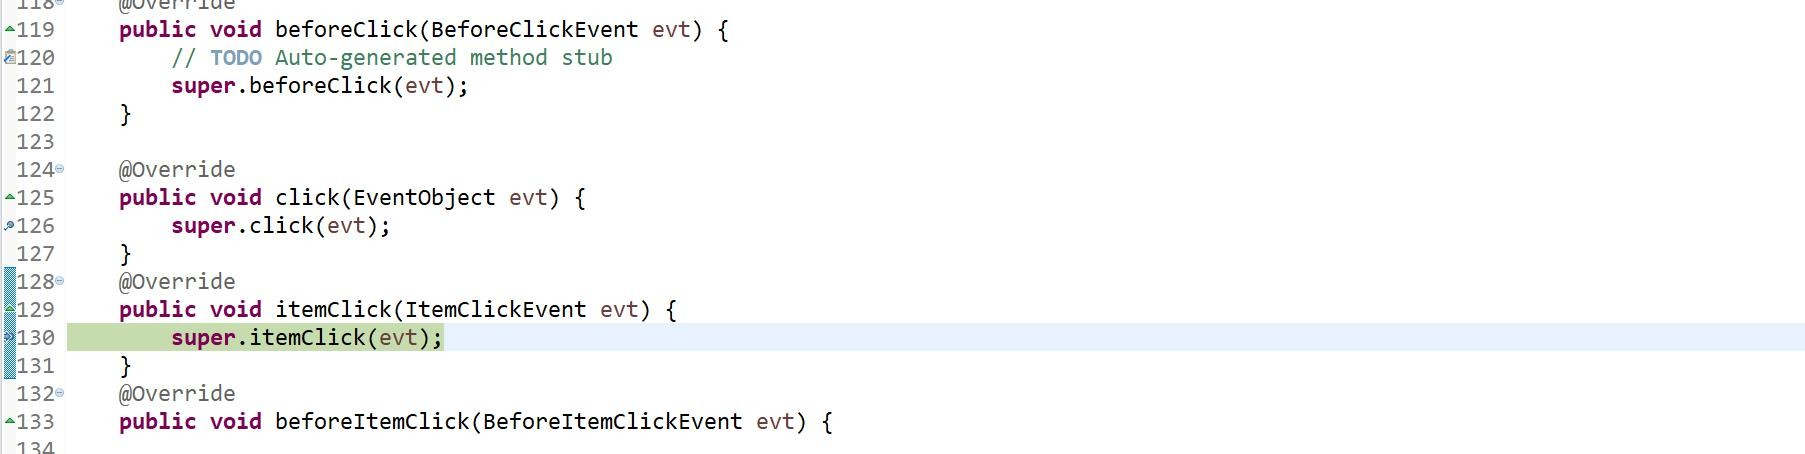 118 @Override
119 public void beforeClick(BeforeClickEvent evt) {
120 // TODO Auto-generated method stub
121 super.beforeClick(evt);
122 }
123
124 @Override
125 public void click(EventObject evt) {
126 super.click(evt);
127 }
128 @Override
129 public void itemClick(ItemClickEvent evt) {
130 super.itemClick(evt);
131 }
132 @Override
133 public void beforeItemClick(BeforeItemClickEvent evt) {
134